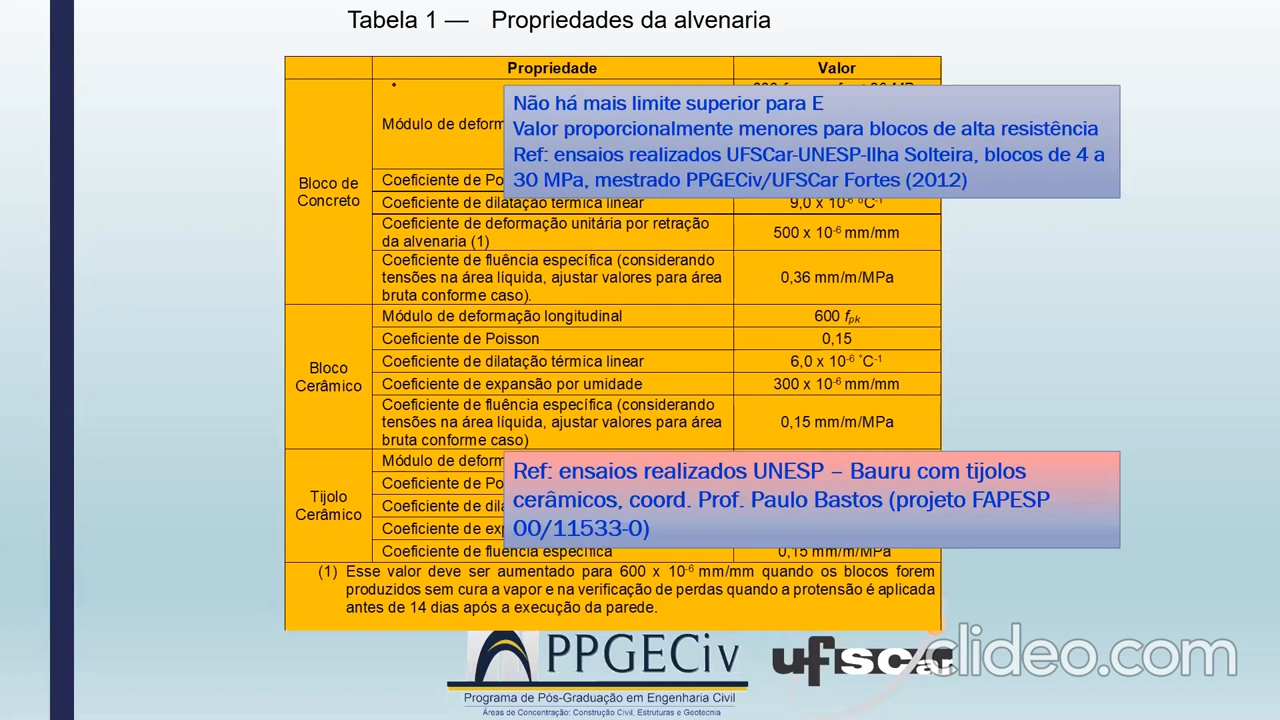 Tabela 1 — Propriedades da alvenaria
Propriedade Valor
Não há mais limite superior para E
Módulo de deform Valor proporcionalmente menores para blocos de alta resistência
Ref: ensaios realizados UFSCar-UNESP-Ilha Solteira, blocos de 4 a
Coeficiente de Po 30 MPa, mestrado PPGECiv/UFSCar Fortes (2012)
Bloco de
Concreto
Coeficiente de dilatação térmica linear 9,0 x 10⁻⁶ °C⁻¹
Coeficiente de deformação unitária por retração
da alvenaria (1)
500 x 10⁻⁶ mm/mm
Coeficiente de fluência específica (considerando
tensões na área líquida, ajustar valores para área
bruta conforme caso).
0,36 mm/m/MPa
Bloco
Cerâmico
Módulo de deformação longitudinal 600 fpk
Coeficiente de Poisson 0,15
Coeficiente de dilatação térmica linear 6,0 x 10⁻⁶ °C⁻¹
Coeficiente de expansão por umidade 300 x 10⁻⁶ mm/mm
Coeficiente de fluência específica (considerando
tensões na área líquida, ajustar valores para área
bruta conforme caso)
0,15 mm/m/MPa
Tijolo
Cerâmico
Módulo de deform
Coeficiente de Po
Coeficiente de dila
Coeficiente de exp
Ref: ensaios realizados UNESP – Bauru com tijolos
cerâmicos, coord. Prof. Paulo Bastos (projeto FAPESP
00/11533-0)
Coeficiente de fluência específica 0,15 mm/m/MPa
(1) Esse valor deve ser aumentado para 600 x 10⁻⁶ mm/mm quando os blocos forem
produzidos sem cura a vapor e na verificação de perdas quando a protensão é aplicada
antes de 14 dias após a execução da parede.
PPGECiv
Programa de Pós-Graduação em Engenharia Civil
Áreas de Concentração: Construção Civil, Estruturas e Geotecnia
ufscar
clideo.com